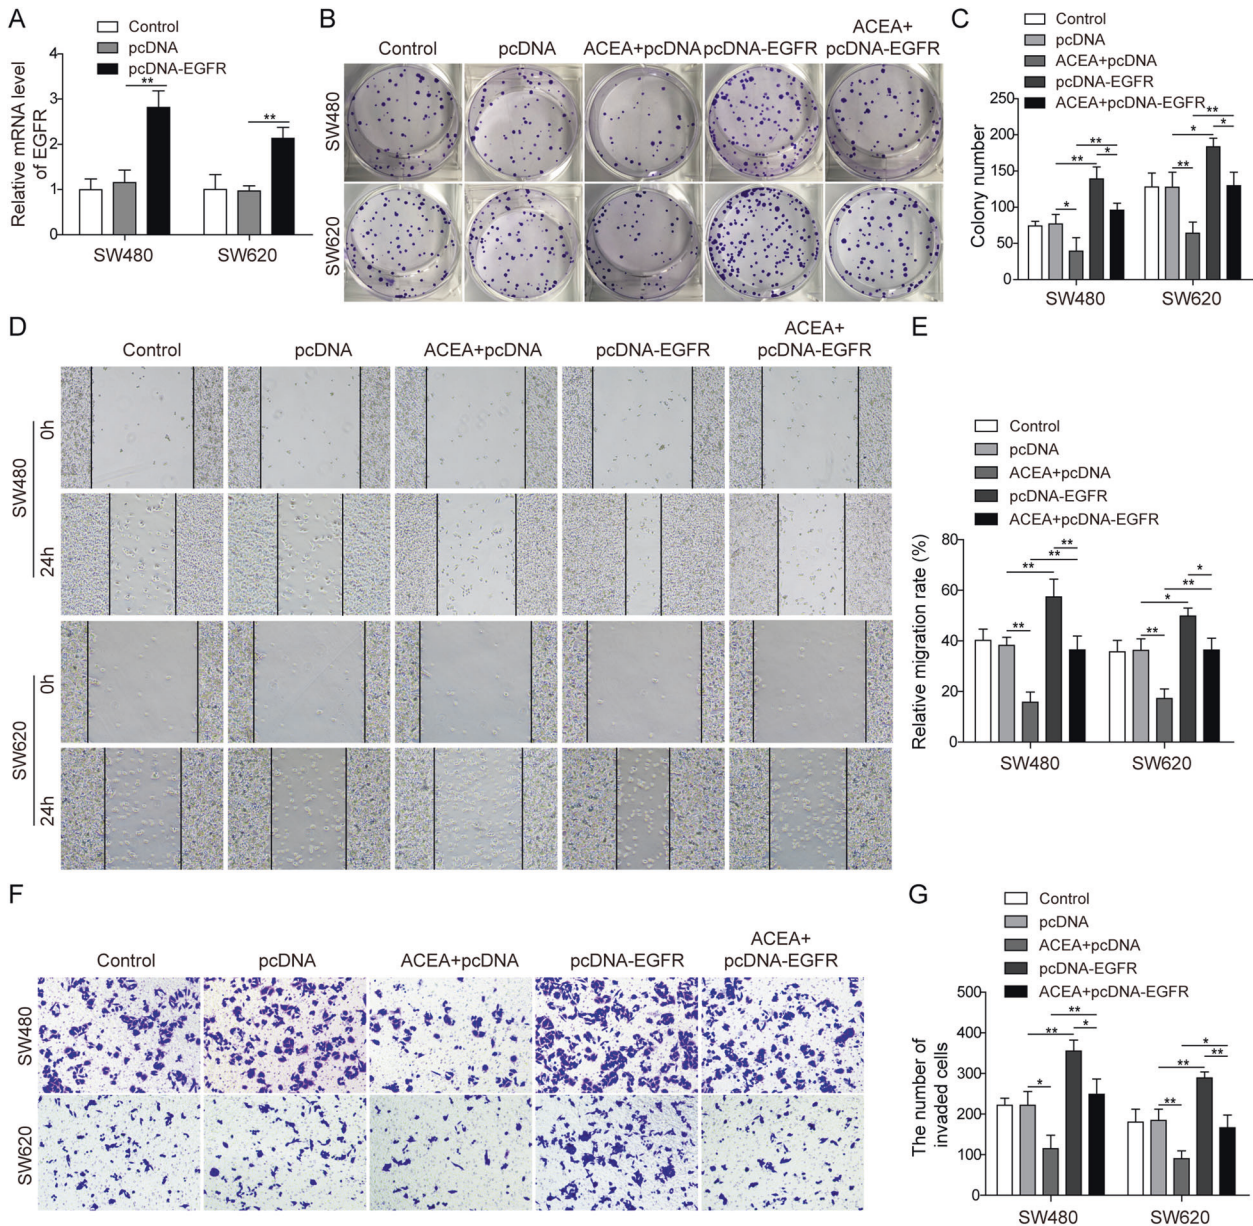 A
Control
pcDNA
pcDNA-EGFR
Relative mRNA level
of EGFR
4
3
2
1
0
**
**
SW480
SW620
B
Control
pcDNA
ACEA+pcDNA
pcDNA-EGFR
ACEA+
pcDNA-EGFR
SW480
SW620
C
Control
pcDNA
ACEA+pcDNA
pcDNA-EGFR
ACEA+pcDNA-EGFR
Colony number
250
200
150
100
50
0
*
**
**
*
**
*
**
*
SW480
SW620
D
Control
pcDNA
ACEA+pcDNA
pcDNA-EGFR
ACEA+
pcDNA-EGFR
SW480
0h
24h
SW620
0h
24h
E
Control
pcDNA
ACEA+pcDNA
pcDNA-EGFR
ACEA+pcDNA-EGFR
Relative migration rate (%)
80
60
40
20
0
**
**
**
**
**
*
**
*
SW480
SW620
F
Control
pcDNA
ACEA+pcDNA
pcDNA-EGFR
ACEA+
pcDNA-EGFR
SW480
SW620
G
Control
pcDNA
ACEA+pcDNA
pcDNA-EGFR
ACEA+pcDNA-EGFR
The number of
invaded cells
500
400
300
200
100
0
*
**
**
*
**
**
*
**
SW480
SW620